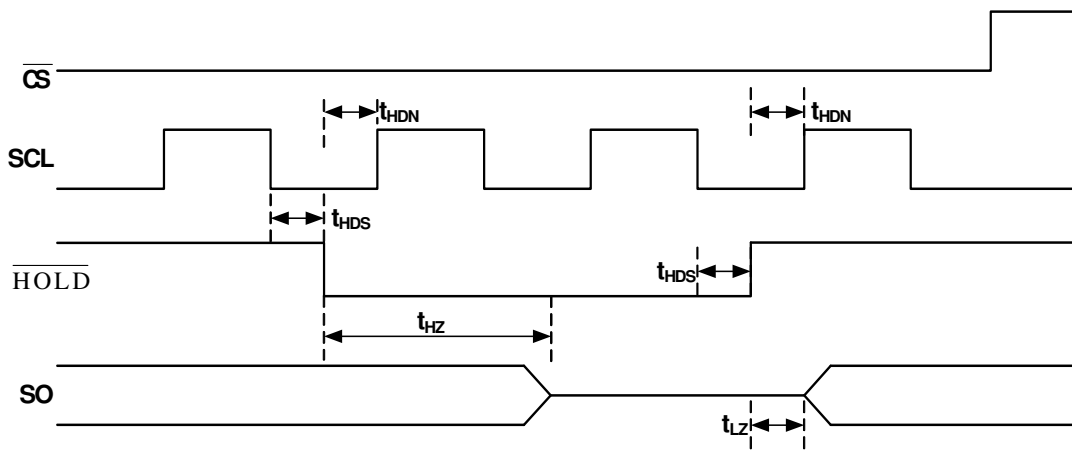 CS
tHDN
tHDN
SCL
tHDS
HOLD
tHDS
tHZ
SO
tLZ